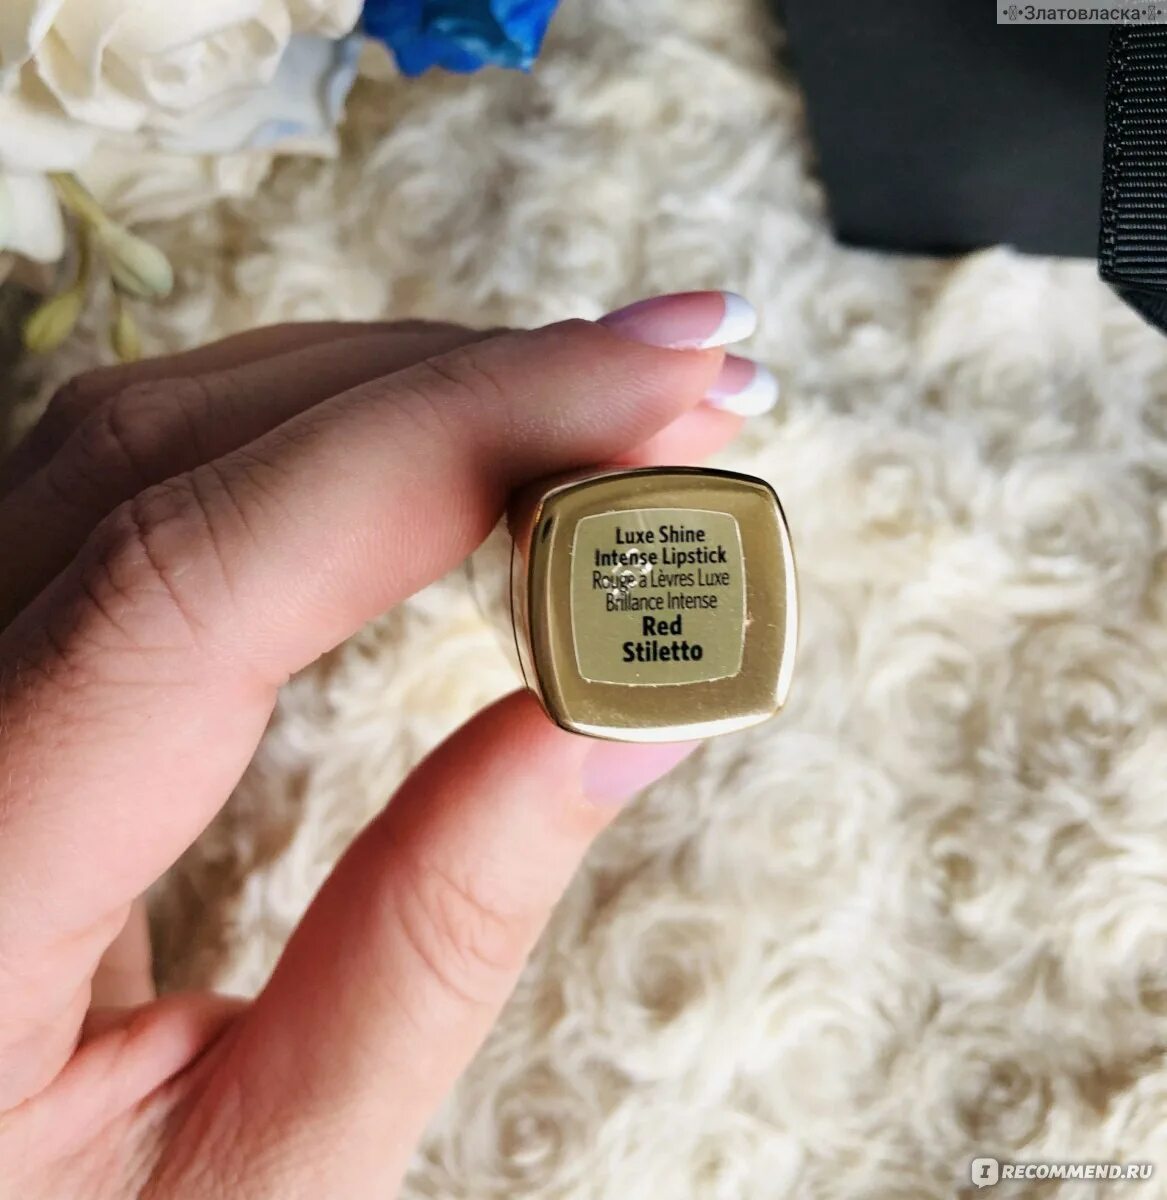 •Златовласка•
Luxe Shine
Intense Lipstick
Rouge a Lèvres Luxe
Brillance Intense
Red
Stiletto
I RECOMMEND.RU